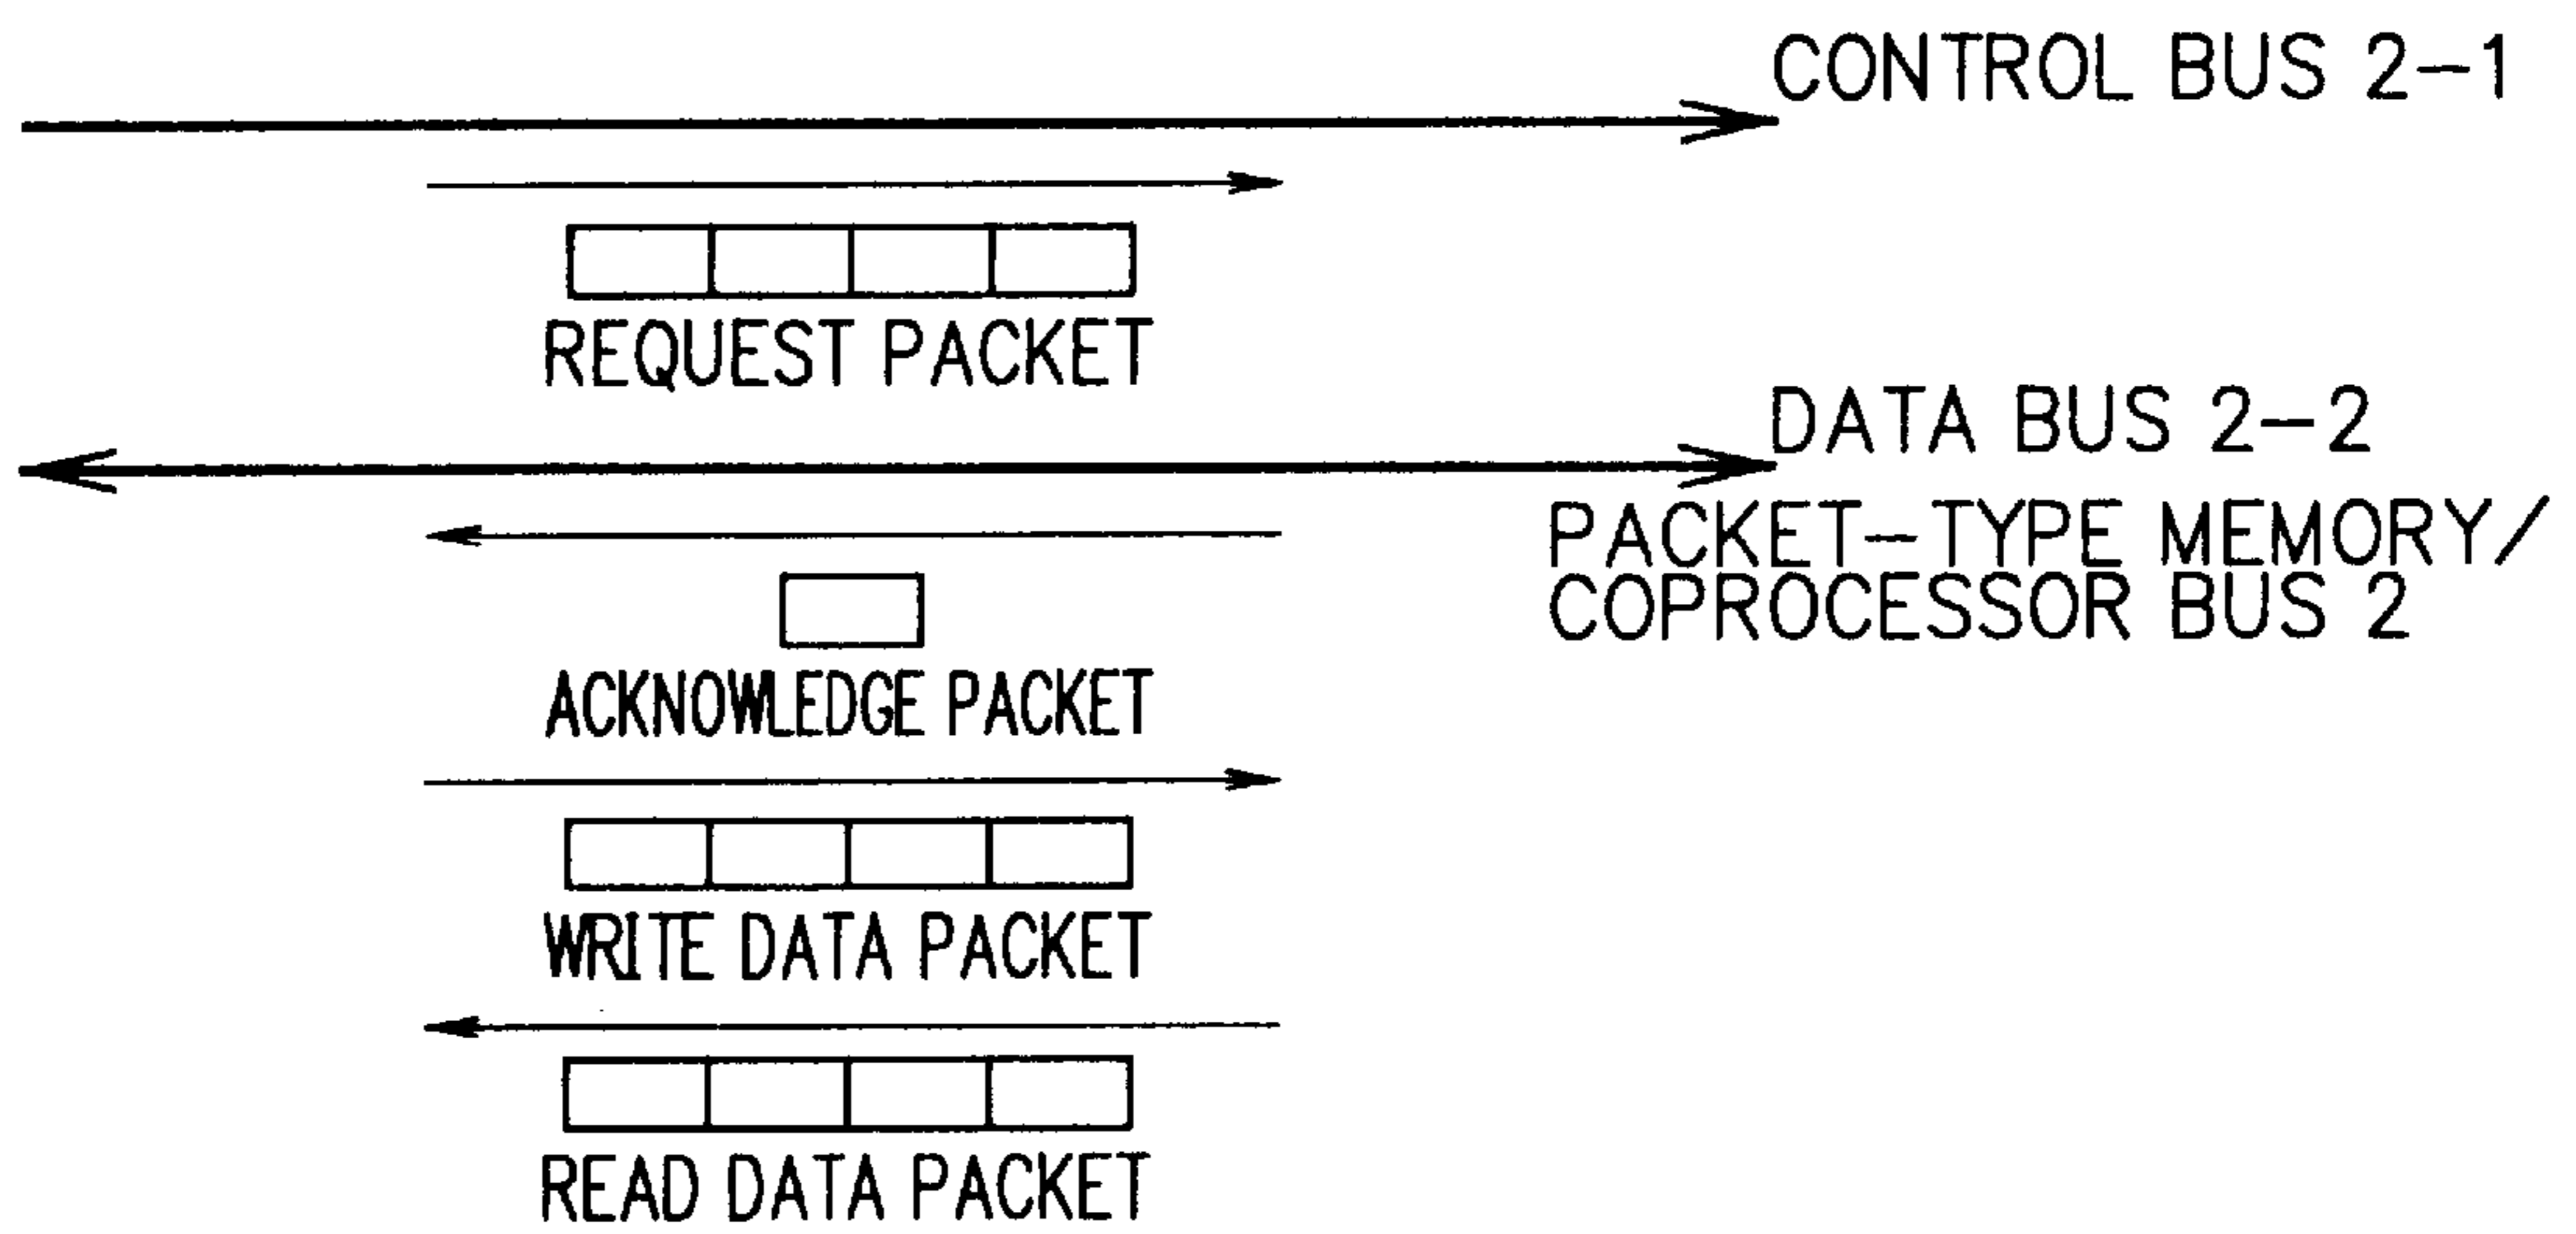 CONTROL BUS 2-1
REQUEST PACKET
DATA BUS 2-2
PACKET-TYPE MEMORY/
COPROCESSOR BUS 2
ACKNOWLEDGE PACKET
WRITE DATA PACKET
READ DATA PACKET